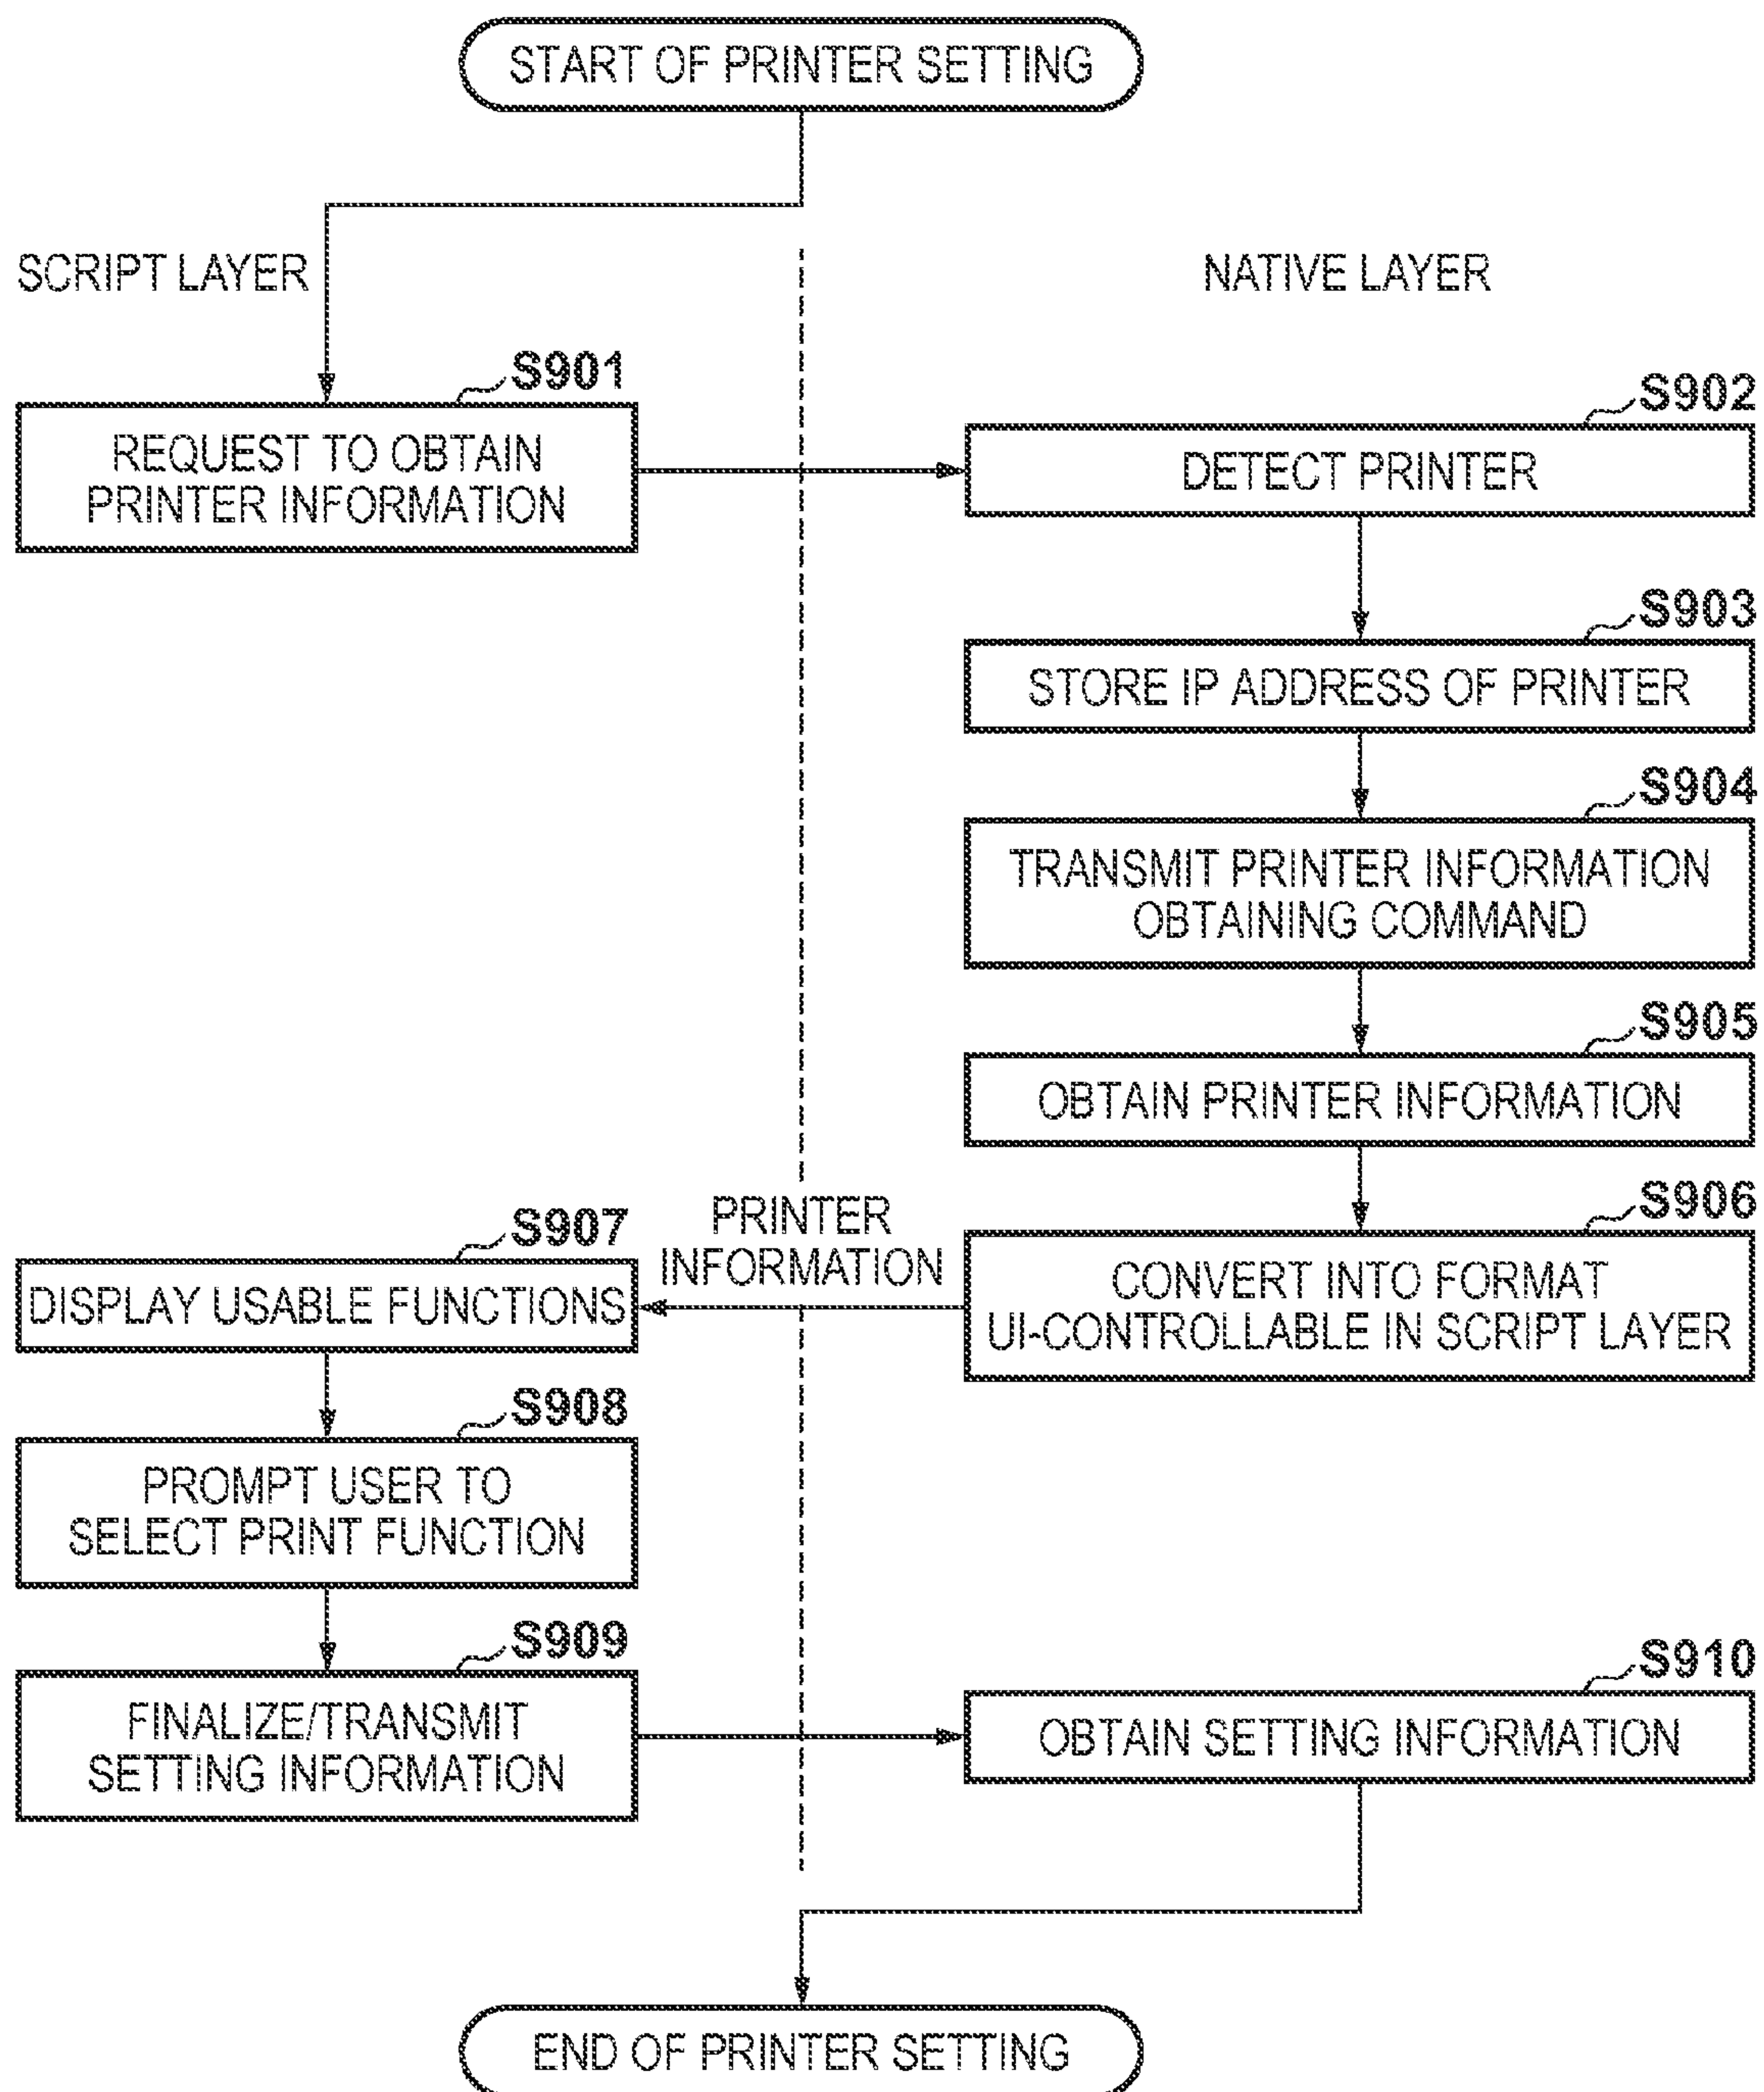 START OF PRINTER SETTING
SCRIPT LAYER
NATIVE LAYER
S901
REQUEST TO OBTAIN
PRINTER INFORMATION
S902
DETECT PRINTER
S903
STORE IP ADDRESS OF PRINTER
S904
TRANSMIT PRINTER INFORMATION
OBTAINING COMMAND
S905
OBTAIN PRINTER INFORMATION
S906
CONVERT INTO FORMAT
UI-CONTROLLABLE IN SCRIPT LAYER
PRINTER
INFORMATION
S907
DISPLAY USABLE FUNCTIONS
S908
PROMPT USER TO
SELECT PRINT FUNCTION
S909
FINALIZE/TRANSMIT
SETTING INFORMATION
S910
OBTAIN SETTING INFORMATION
END OF PRINTER SETTING